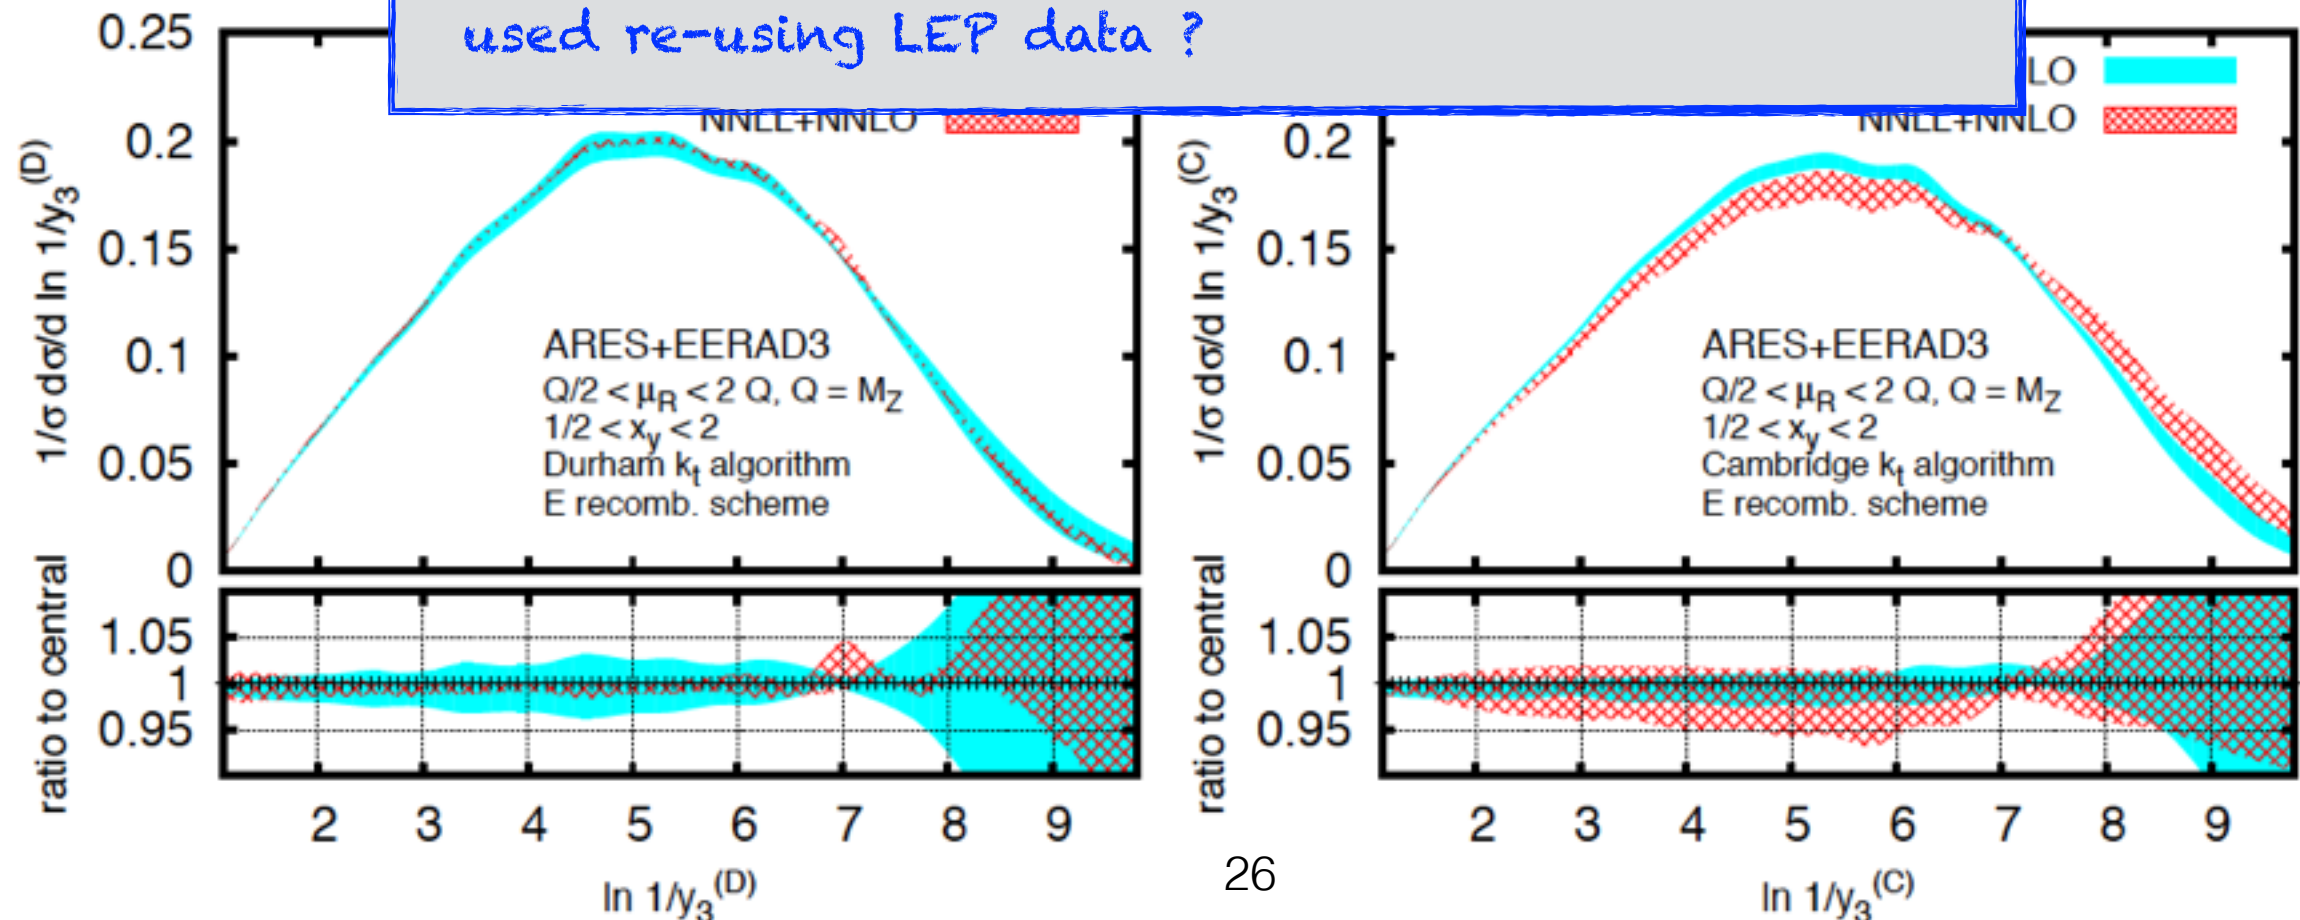 used re-using LEP data ?
0.25
0.2
0.15
0.1
0.05
0
1/σ dσ/d ln 1/y3(D)
NNLL+NNLO
ARES+EERAD3
Q/2 < μR < 2 Q, Q = MZ
1/2 < xy < 2
Durham kt algorithm
E recomb. scheme
ratio to central
1.05
1
0.95
2 3 4 5 6 7 8 9
ln 1/y3(D)
LO
NNLL+NNLO
0.2
0.15
0.1
0.05
0
1/σ dσ/d ln 1/y3(C)
ARES+EERAD3
Q/2 < μR < 2 Q, Q = MZ
1/2 < xy < 2
Cambridge kt algorithm
E recomb. scheme
ratio to central
1.05
1
0.95
2 3 4 5 6 7 8 9
ln 1/y3(C)
26